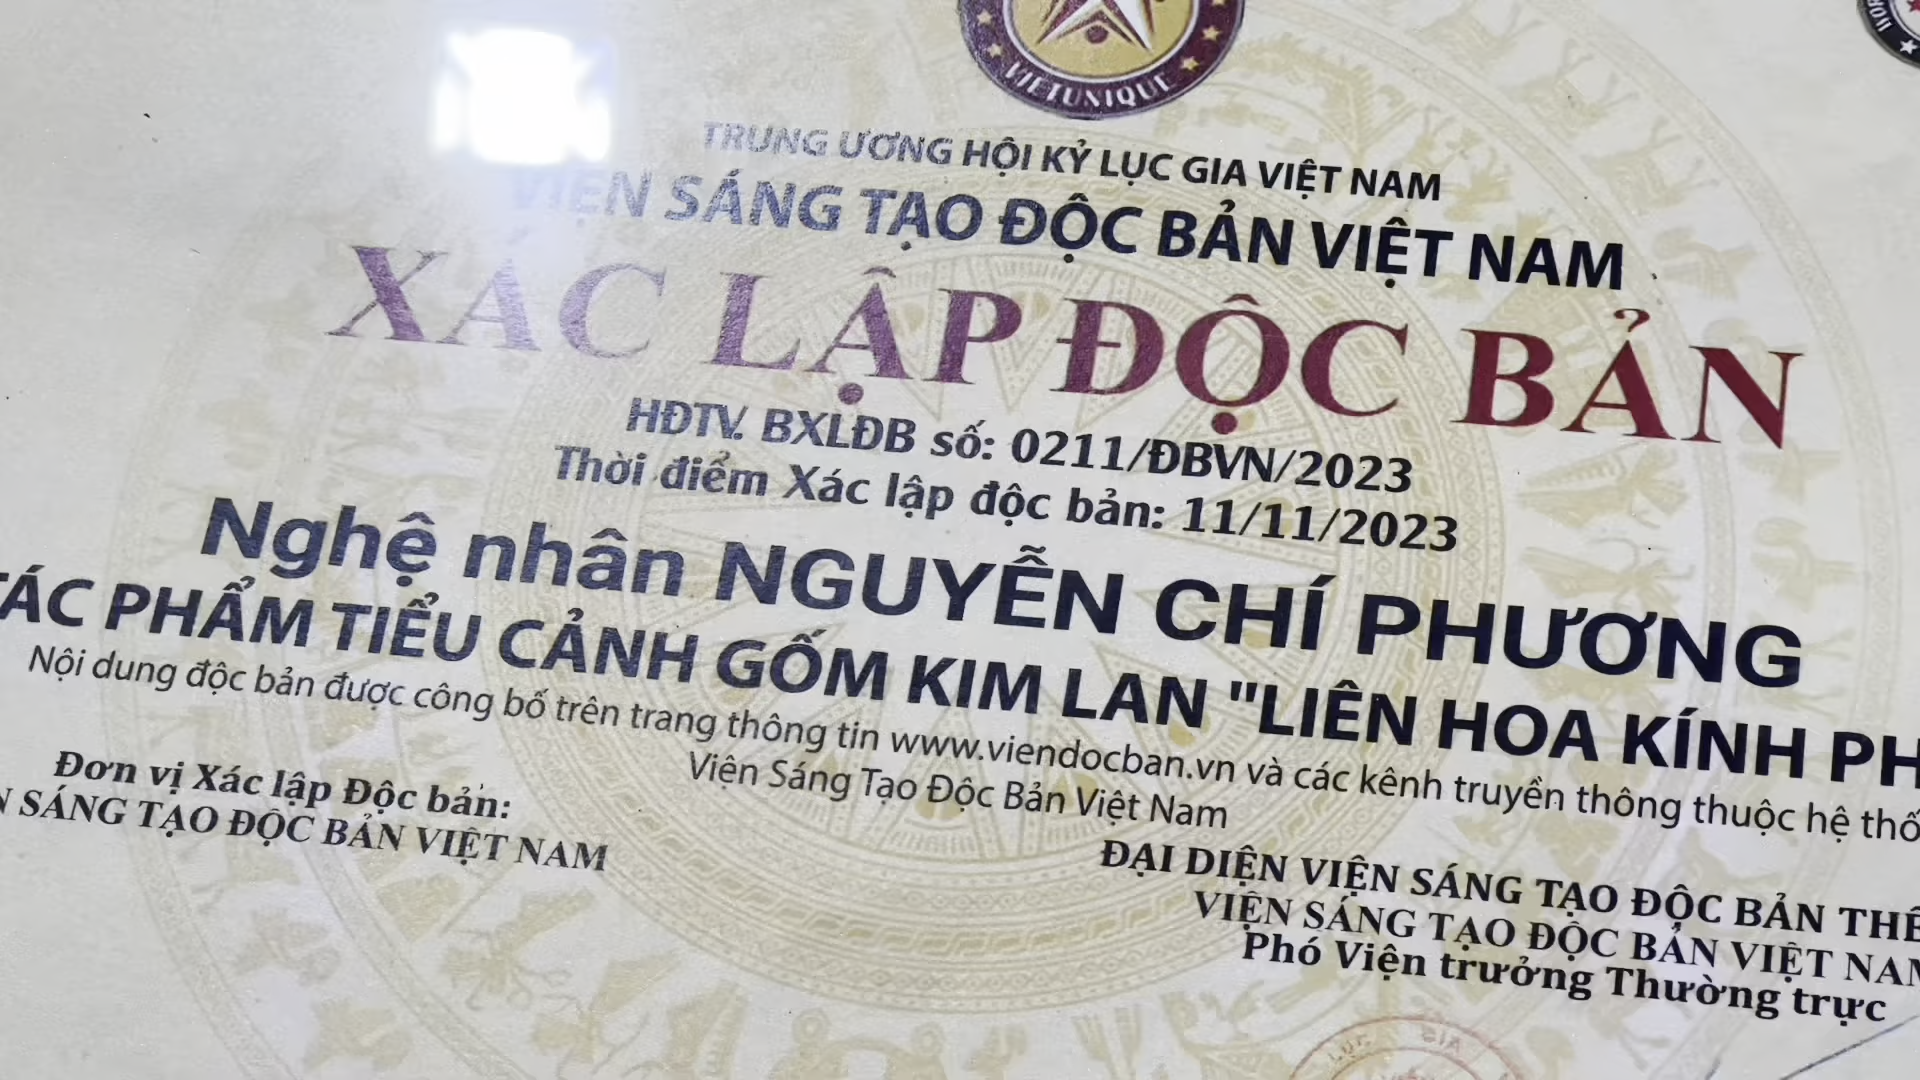 VIETUNIQUE
TRUNG ƯƠNG HỘI KỶ LỤC GIA VIỆT NAM
VIỆN SÁNG TẠO ĐỘC BẢN VIỆT NAM
XÁC LẬP ĐỘC BẢN
HĐTV. BXLĐB số: 0211/ĐBVN/2023
Thời điểm Xác lập độc bản: 11/11/2023
Nghệ nhân NGUYỄN CHÍ PHƯƠNG
TÁC PHẨM TIỂU CẢNH GỐM KIM LAN "LIÊN HOA KÍNH PH
Nội dung độc bản được công bố trên trang thông tin www.viendocban.vn và các kênh truyền thông thuộc hệ thố
Viện Sáng Tạo Độc Bản Việt Nam
Đơn vị Xác lập Độc bản:
N SÁNG TẠO ĐỘC BẢN VIỆT NAM
ĐẠI DIỆN VIỆN SÁNG TẠO ĐỘC BẢN THẾ
VIỆN SÁNG TẠO ĐỘC BẢN VIỆT NAM
Phó Viện trưởng Thường trực